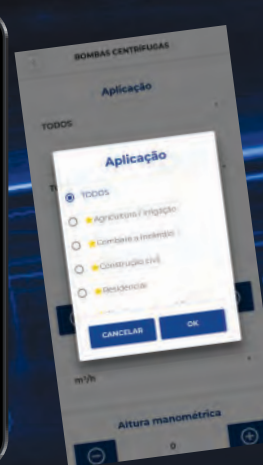 BOMBAS CENTRÍFUGAS
Aplicação
TODOS
Aplicação
TODOS
Agricultura / Irrigação
Combate a incêndio
Construção civil
Residencial
CANCELAR OK
m³/h
Altura manométrica
0